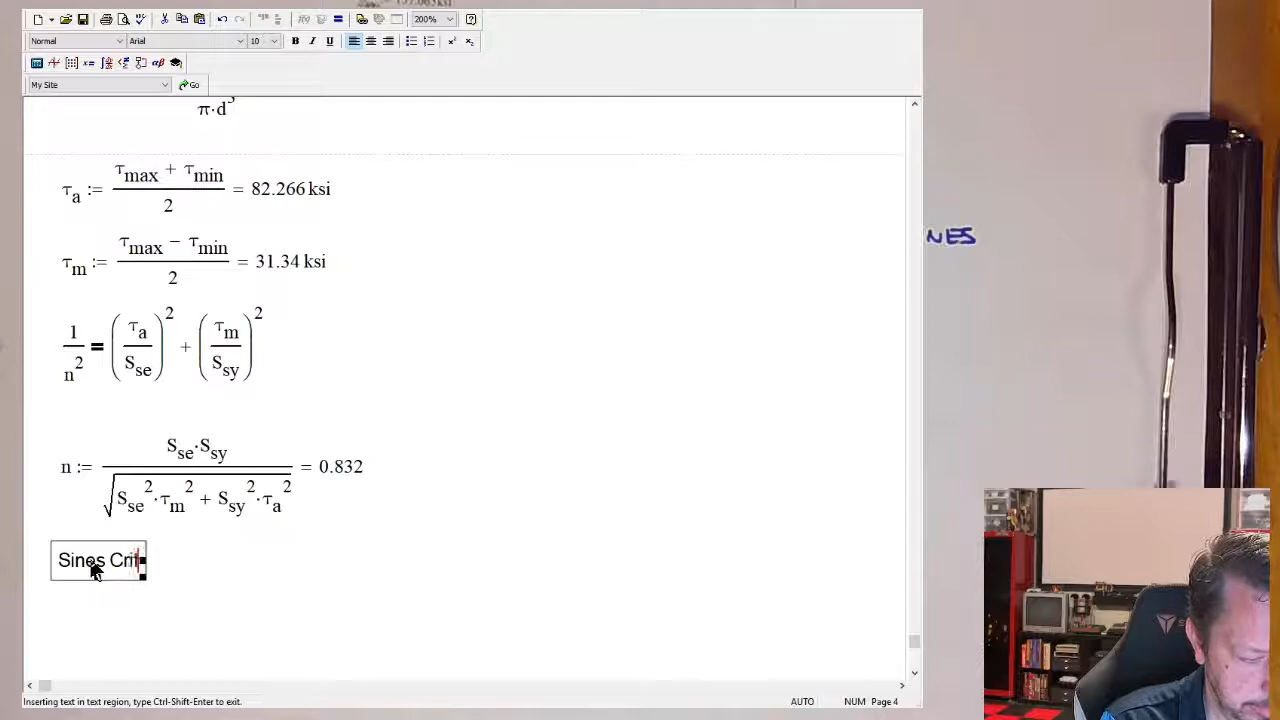 200%
Normal Arial 10 B I U
My Site Go
π·d³
τa := (τmax + τmin)/2 = 82.266 ksi
τm := (τmax − τmin)/2 = 31.34 ksi
1/n² = (τa/Sse)² + (τm/Ssy)²
n := Sse·Ssy/√(Sse²·τm² + Ssy²·τa²) = 0.832
Sines Crit
NES
Inserting text in text region, type Ctrl-Shift-Enter to exit. AUTO NUM Page 4